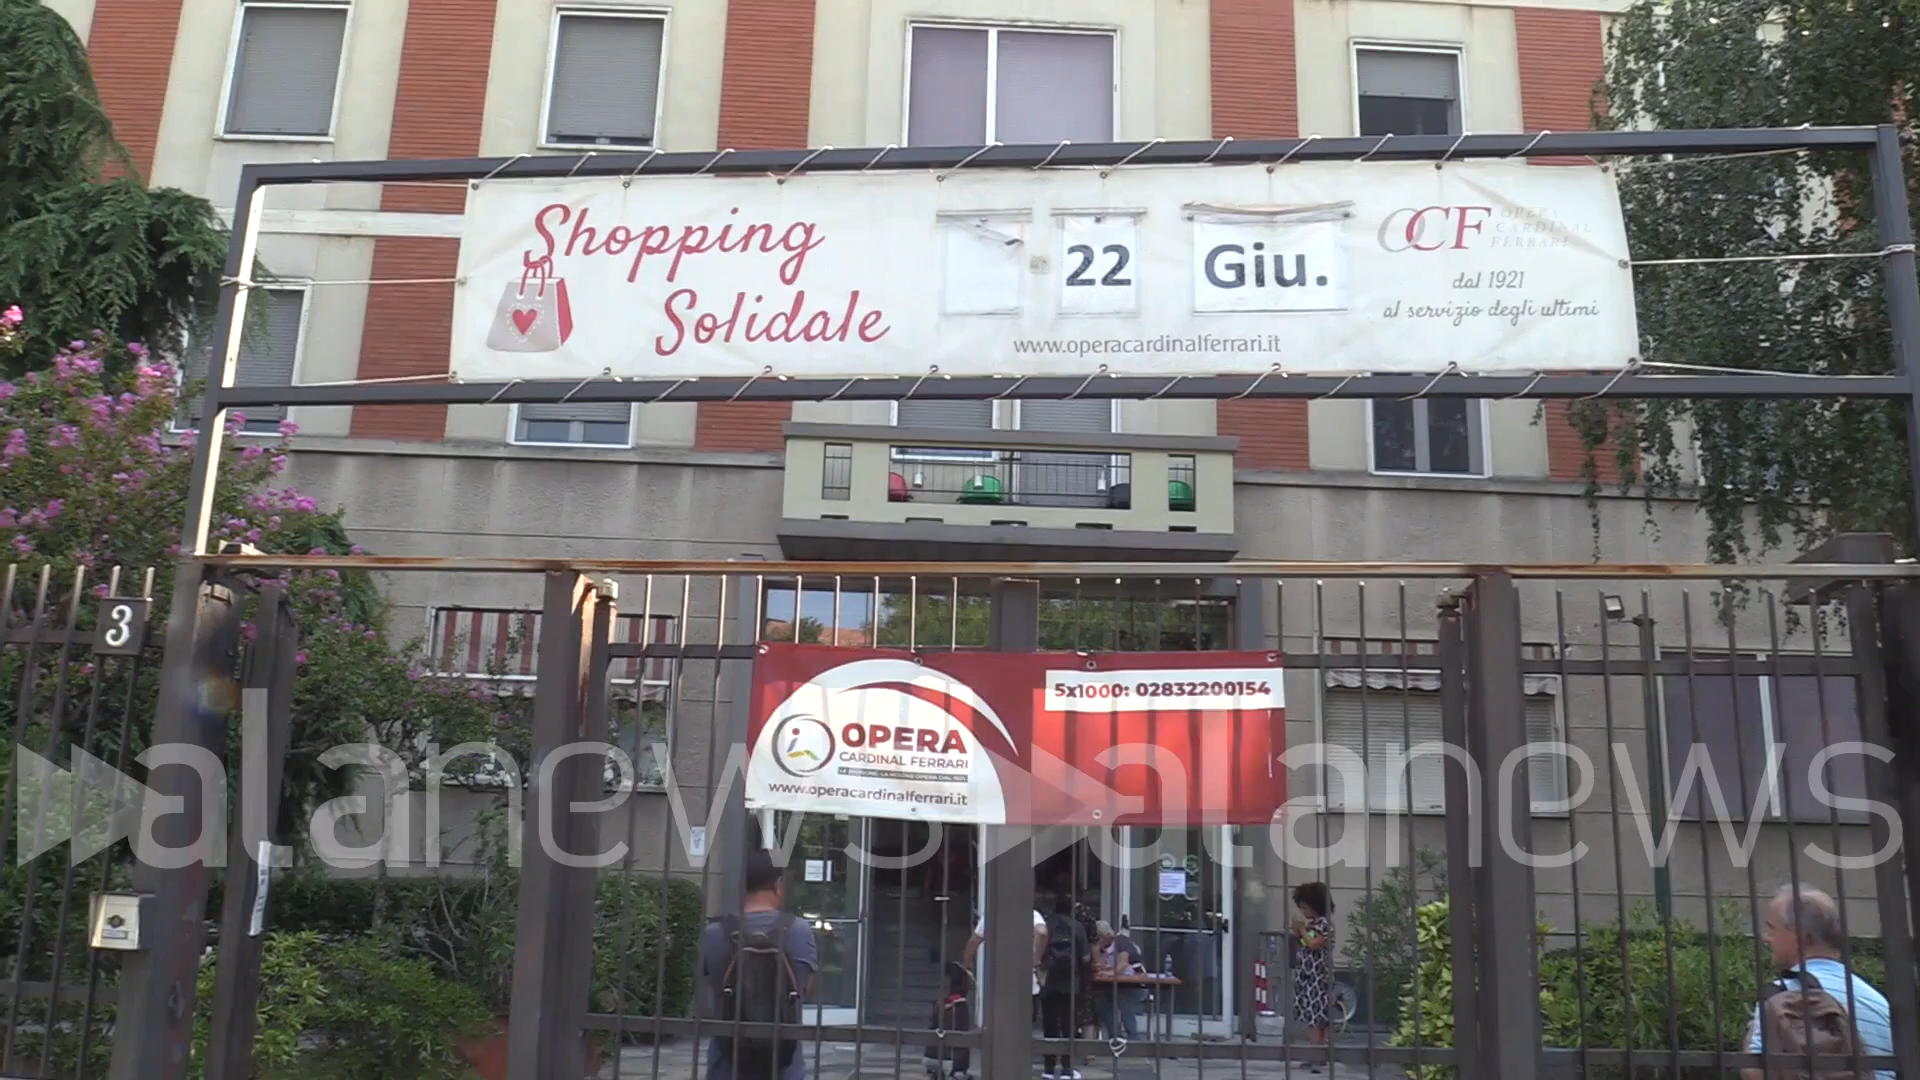 Shopping
Solidale
22 Giu.
www.operacardinalferrari.it
OCF OPERA
CARDINAL
FERRARI
dal 1921
al servizio degli ultimi
3
5x1000: 02832200154
OPERA
CARDINAL FERRARI
www.operacardinalferrari.it
alanews alanews